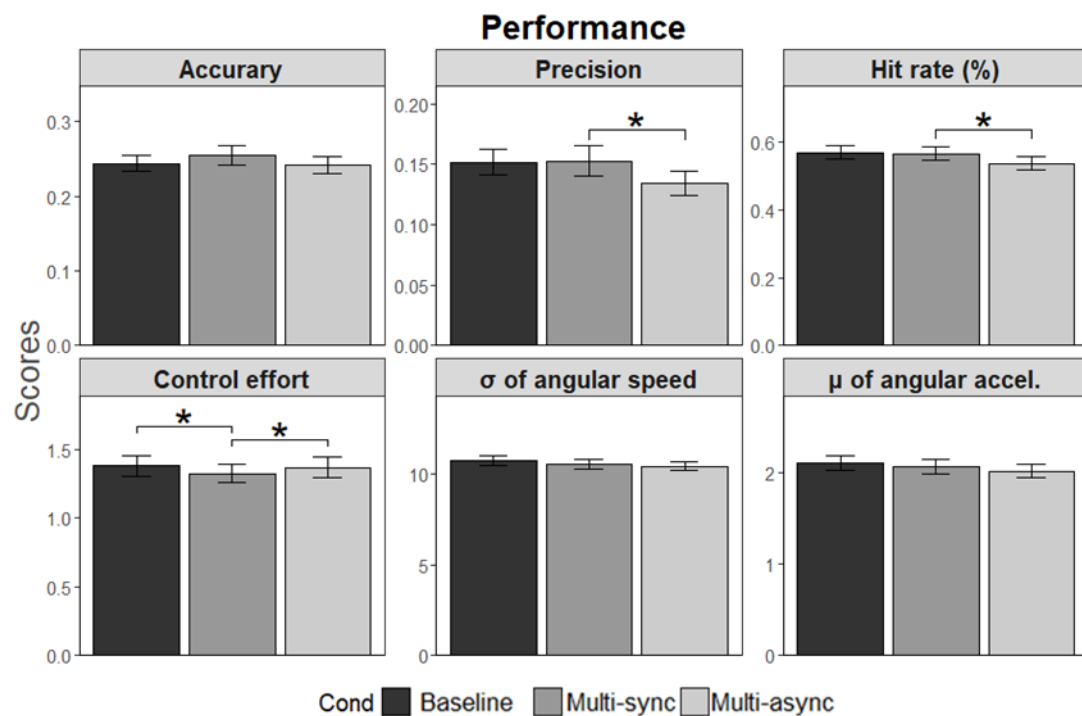 Performance
Accurary
Precision
Hit rate (%)
0.3
0.2
0.1
0.0
0.20
*
0.15
0.10
0.05
0.00
*
0.6
0.4
0.2
0.0
Scores
Control effort
σ of angular speed
μ of angular accel.
* *
1.5
1.0
0.5
0.0
10
5
0
2
1
0
Cond Baseline Multi-sync Multi-async